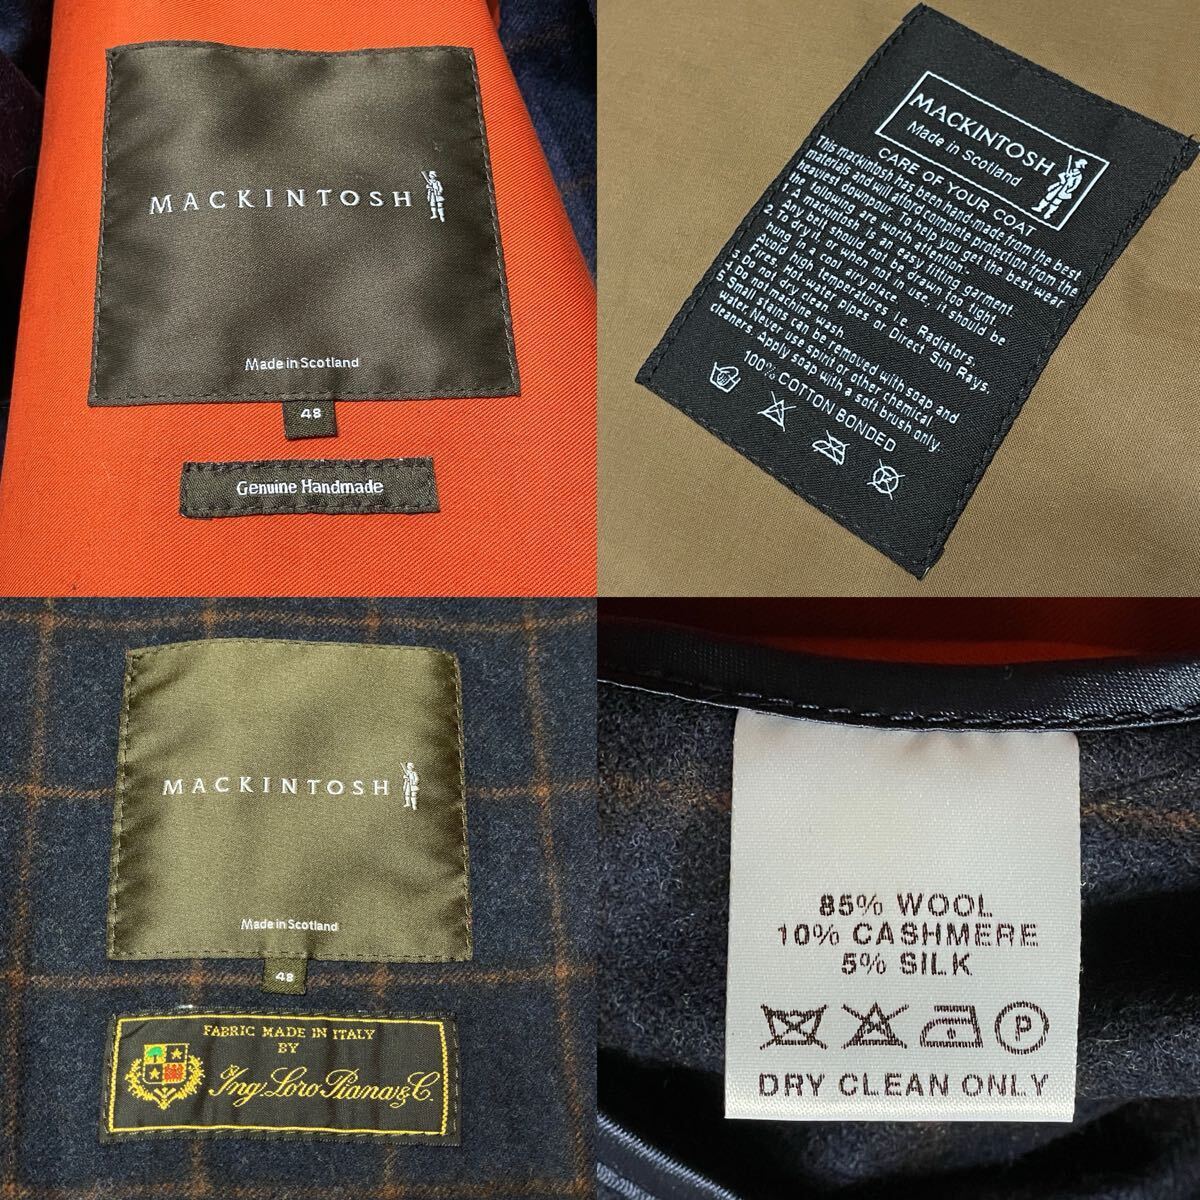 MACKINTOSH
Made in Scotland
48
Genuine Handmade
MACKINTOSH
Made in Scotland
CARE OF YOUR COAT
This mackintosh has been hand-made from the best
materials and will afford complete protection from the
heaviest downpour. To help you get the best wear
the following are worth attention:-
1. A mackintosh is an easy fitting garment.
Any belt should not be drawn too tight.
2. To dry it, or when not in use, it should be
hung in a cool airy place.
Avoid high temperatures i.e. Radiators,
Fires, Hot-water pipes or Direct Sun Rays.
3. Do not dry clean.
4. Do not machine wash.
5. Small stains can be removed with soap and
water. Never use spirit or other chemical
cleaners. Apply soap with a soft brush only.
100% COTTON BONDED
MACKINTOSH
Made in Scotland
48
FABRIC MADE IN ITALY
BY
Ing. Loro Piana & C.
85% WOOL
10% CASHMERE
5% SILK
P
DRY CLEAN ONLY